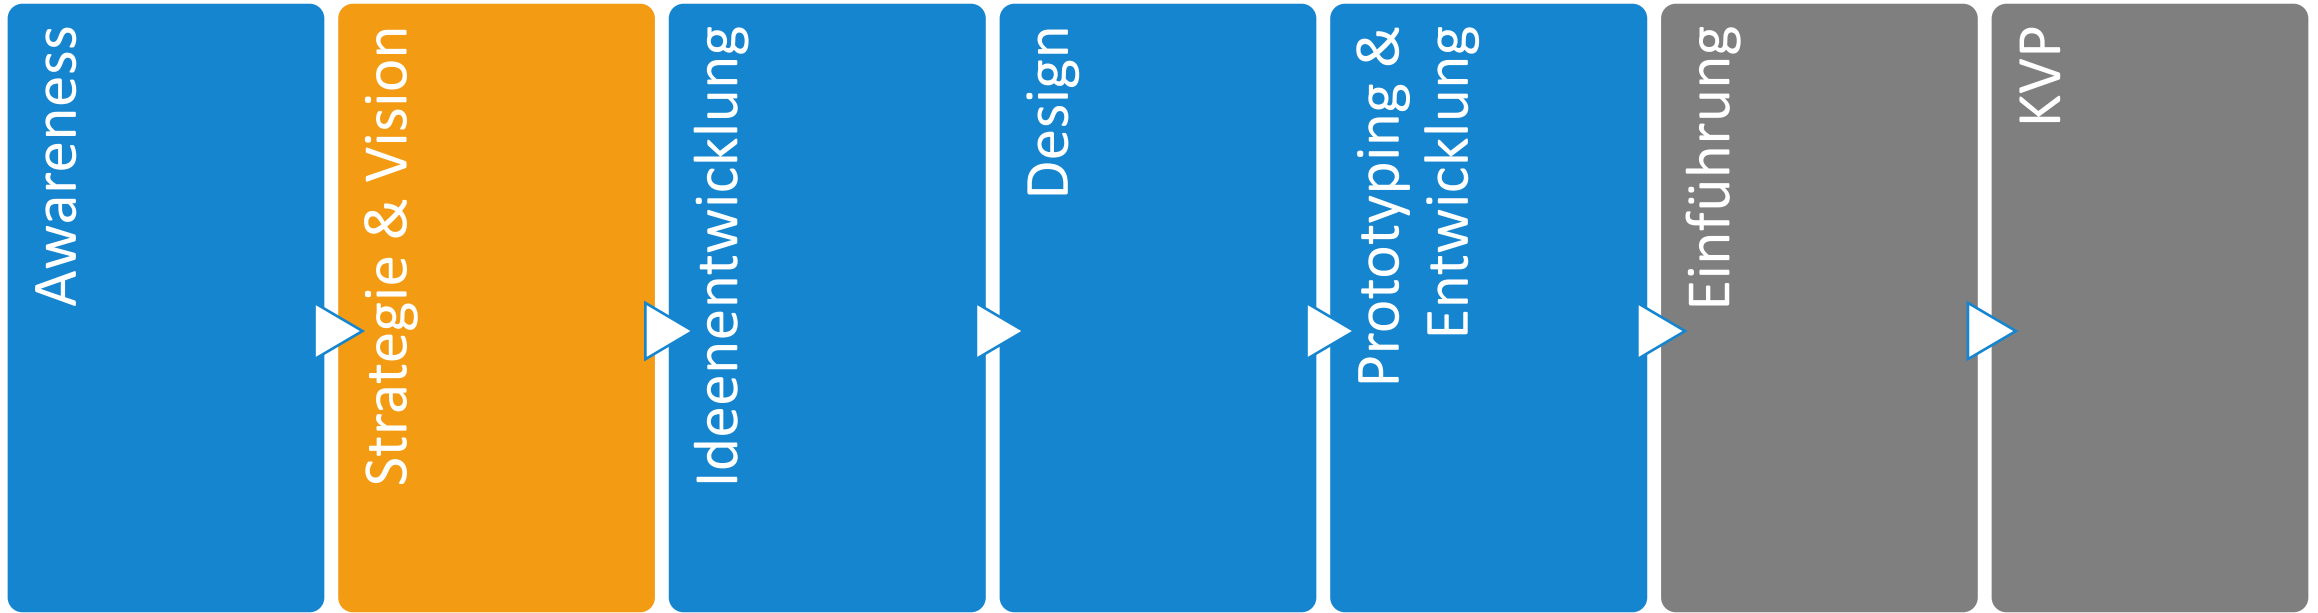 Awareness
Strategie & Vision
Ideenentwicklung
Design
Prototyping &
Entwicklung
Einführung
KVP